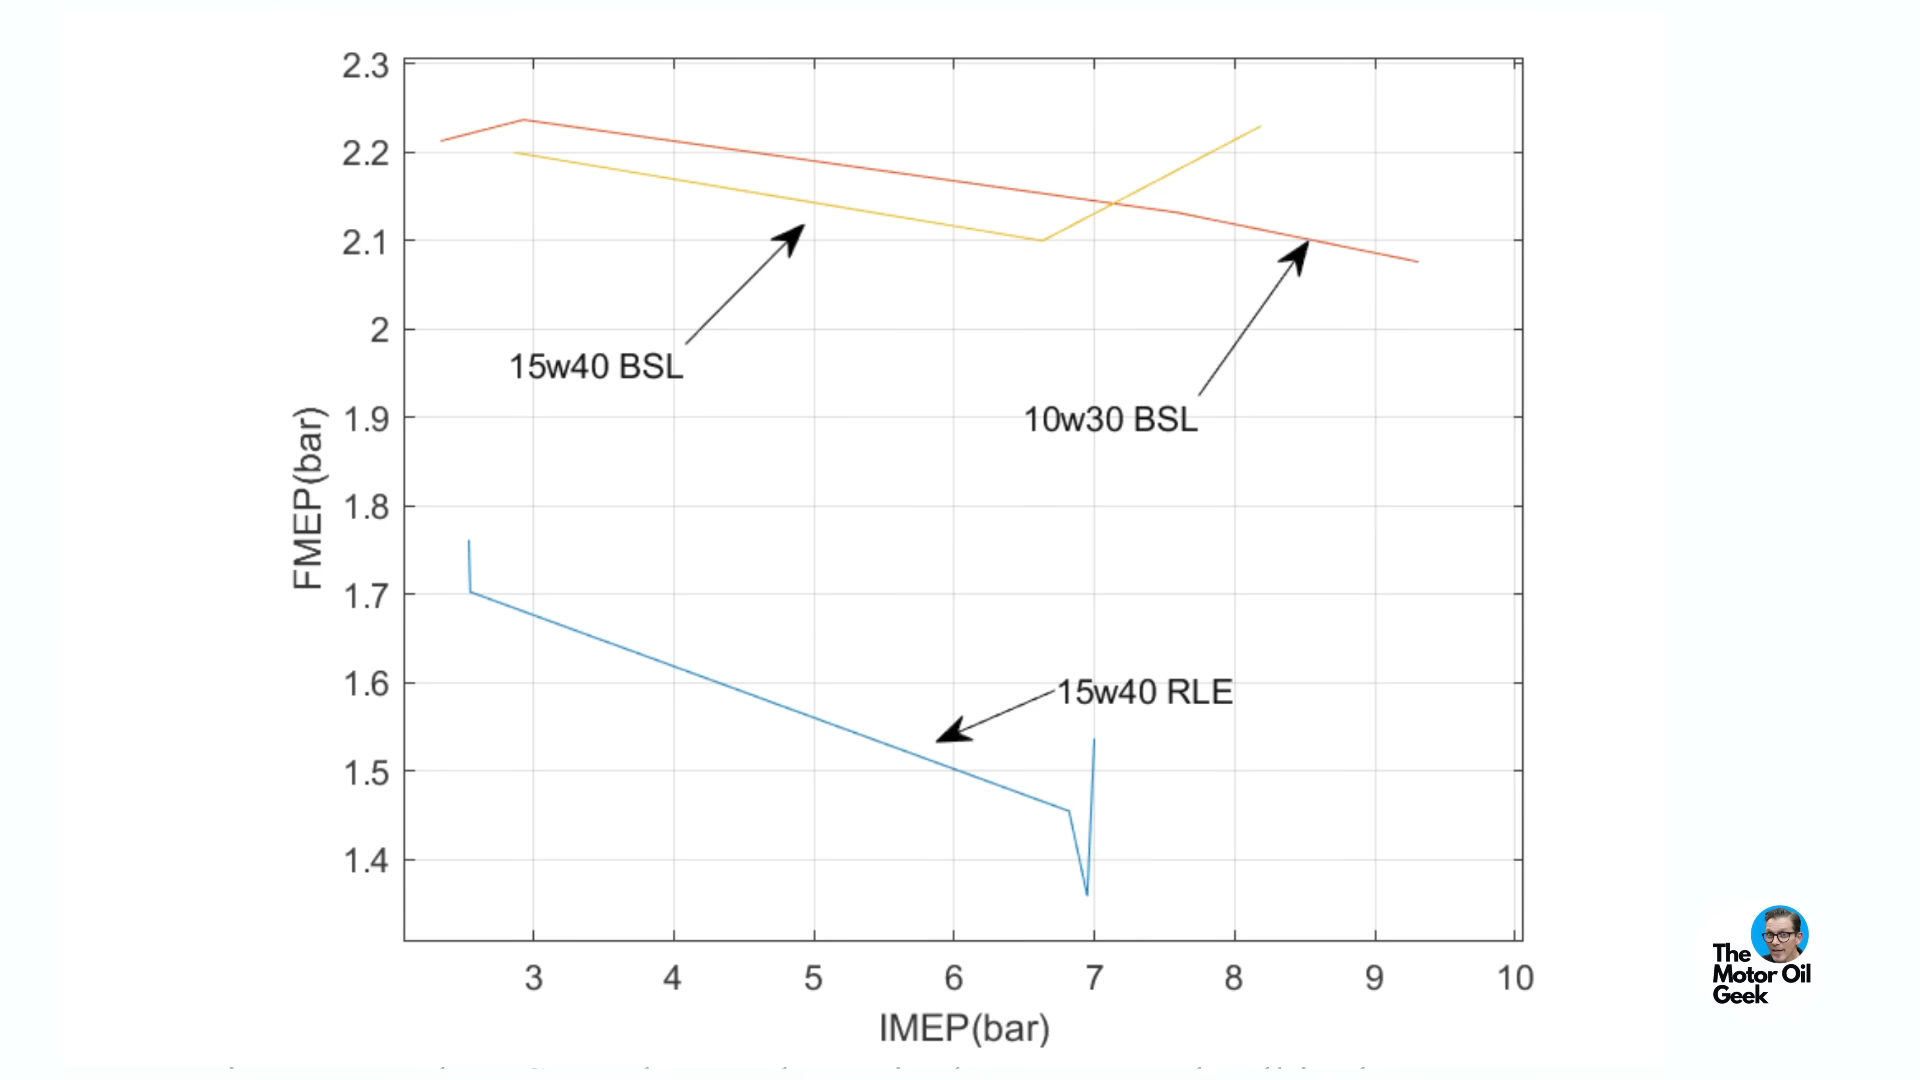 2.3
2.2
2.1
2
1.9
1.8
1.7
1.6
1.5
1.4
FMEP(bar)
15w40 BSL
10w30 BSL
15w40 RLE
3 4 5 6 7 8 9 10
IMEP(bar)
The
Motor Oil
Geek